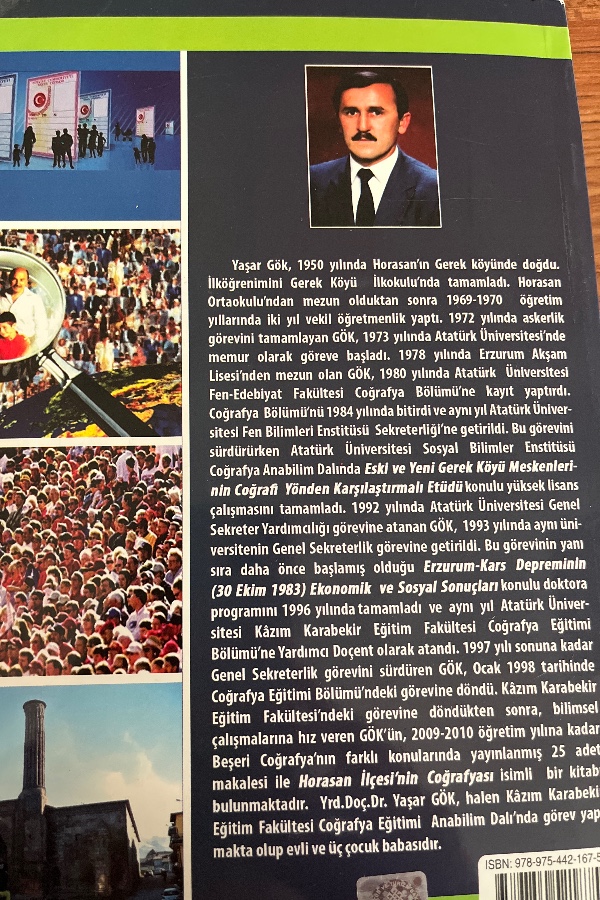 Yaşar Gök, 1950 yılında Horasan'ın Gerek köyünde doğdu.
İlköğrenimini Gerek Köyü İlkokulu'nda tamamladı. Horasan
Ortaokulu'ndan mezun olduktan sonra 1969-1970 öğretim
yıllarında iki yıl vekil öğretmenlik yaptı. 1972 yılında askerlik
görevini tamamlayan GÖK, 1973 yılında Atatürk Üniversitesi'nde
memur olarak göreve başladı. 1978 yılında Erzurum Akşam
Lisesi'nden mezun olan GÖK, 1980 yılında Atatürk Üniversitesi
Fen-Edebiyat Fakültesi Coğrafya Bölümü'ne kayıt yaptırdı.
Coğrafya Bölümü'nü 1984 yılında bitirdi ve aynı yıl Atatürk Üniver-
sitesi Fen Bilimleri Enstitüsü Sekreterliği'ne getirildi. Bu görevini
sürdürürken Atatürk Üniversitesi Sosyal Bilimler Enstitüsü
Coğrafya Anabilim Dalında Eski ve Yeni Gerek Köyü Meskenleri-
nin Coğrafi Yönden Karşılaştırmalı Etüdü konulu yüksek lisans
çalışmasını tamamladı. 1992 yılında Atatürk Üniversitesi Genel
Sekreter Yardımcılığı görevine atanan GÖK, 1993 yılında aynı üni-
versitenin Genel Sekreterlik görevine getirildi. Bu görevinin yanı
sıra daha önce başlamış olduğu Erzurum-Kars Depreminin
(30 Ekim 1983) Ekonomik ve Sosyal Sonuçları konulu doktora
programını 1996 yılında tamamladı ve aynı yıl Atatürk Üniver-
sitesi Kâzım Karabekir Eğitim Fakültesi Coğrafya Eğitimi
Bölümü'ne Yardımcı Doçent olarak atandı. 1997 yılı sonuna kadar
Genel Sekreterlik görevini sürdüren GÖK, Ocak 1998 tarihinde
Coğrafya Eğitimi Bölümü'ndeki görevine döndü. Kâzım Karabekir
Eğitim Fakültesi'ndeki görevine döndükten sonra, bilimsel
çalışmalarına hız veren GÖK'ün, 2009-2010 öğretim yılına kadar
Beşeri Coğrafya'nın farklı konularında yayınlanmış 25 adet
makalesi ile Horasan İlçesi'nin Coğrafyası isimli bir kitabı
bulunmaktadır. Yrd.Doç.Dr. Yaşar GÖK, halen Kâzım Karabekir
Eğitim Fakültesi Coğrafya Eğitimi Anabilim Dalı'nda görev yap-
makta olup evli ve üç çocuk babasıdır.
ISBN: 978-975-442-167-5